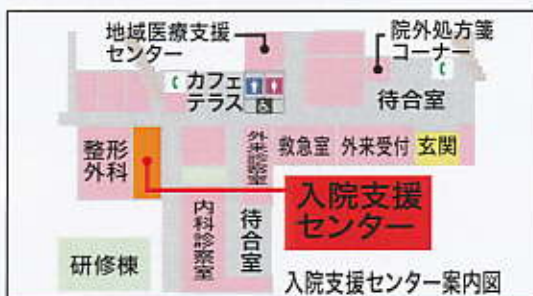 地域医療支援
センター
院外処方箋
コーナー
カフェ
テラス
待合室
整形
外科
外来診察室
救急室
外来受付
玄関
入院支援
センター
内科診察室
待合室
研修棟
入院支援センター案内図